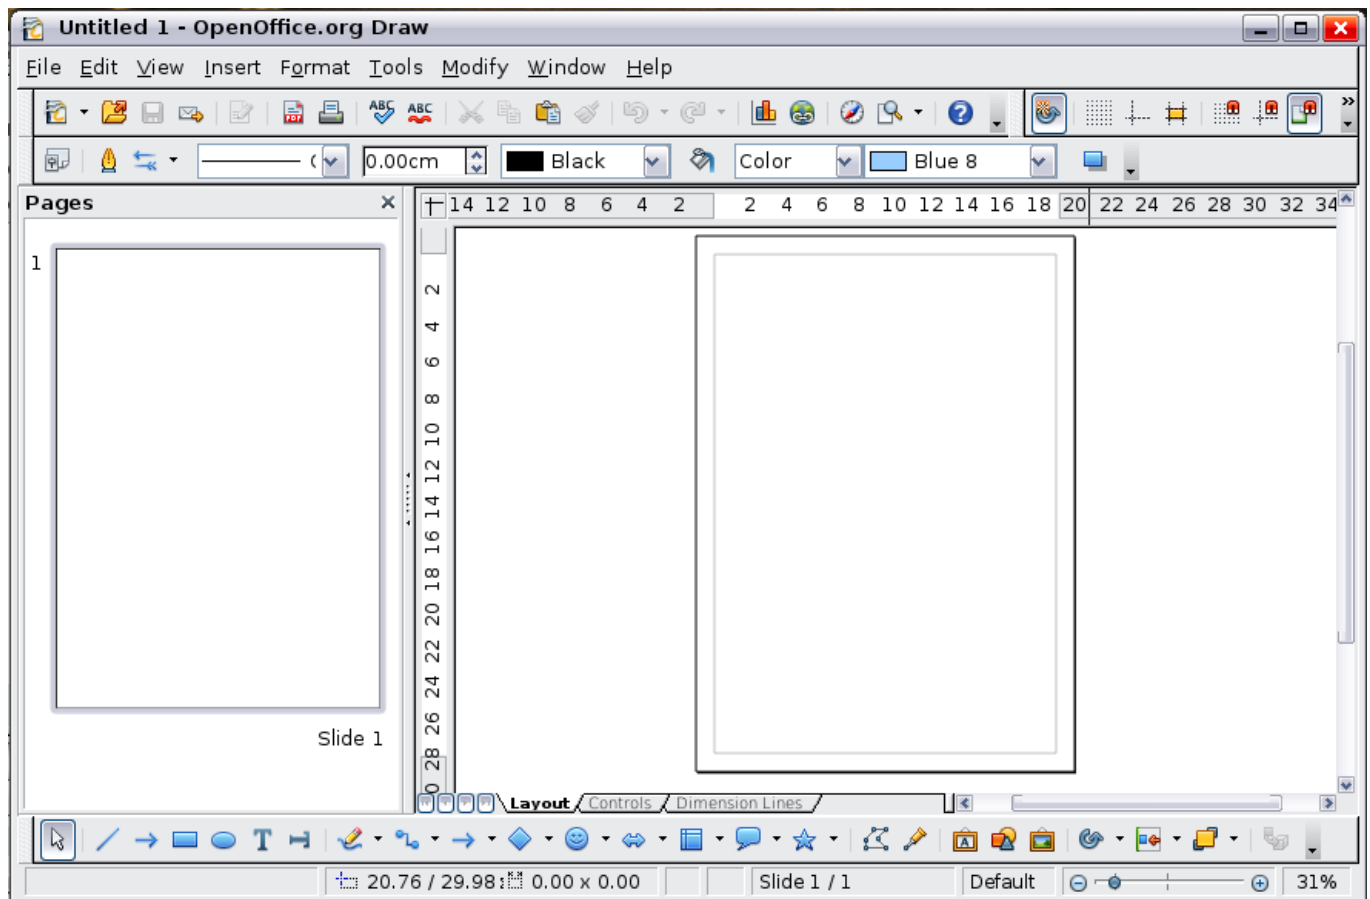 Untitled 1 - OpenOffice.org Draw
File Edit View Insert Format Tools Modify Window Help
ABC ABC
0.00cm Black Color Blue 8
Pages
14 12 10 8 6 4 2 2 4 6 8 10 12 14 16 18 20 22 24 26 28 30 32 34
1
2
4
6
8
10
12
14
16
18
20
22
24
26
28
Slide 1
Layout Controls Dimension Lines
T
20.76 / 29.98 0.00 x 0.00 Slide 1 / 1 Default 31%